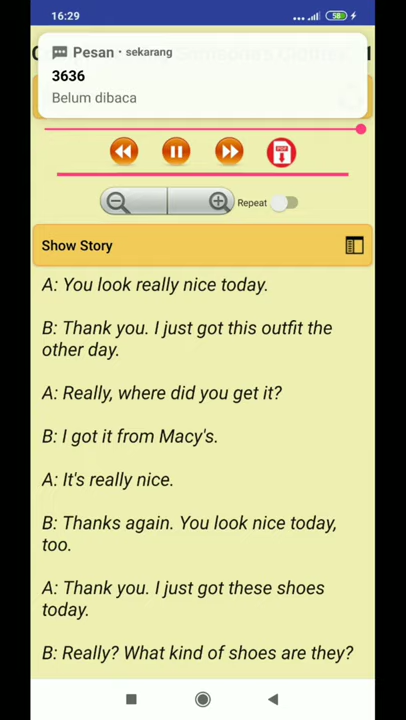 16:29
58
Pesan • sekarang
3636
Belum dibaca
PDF
Repeat
Show Story
A: You look really nice today.
B: Thank you. I just got this outfit the
other day.
A: Really, where did you get it?
B: I got it from Macy's.
A: It's really nice.
B: Thanks again. You look nice today,
too.
A: Thank you. I just got these shoes
today.
B: Really? What kind of shoes are they?